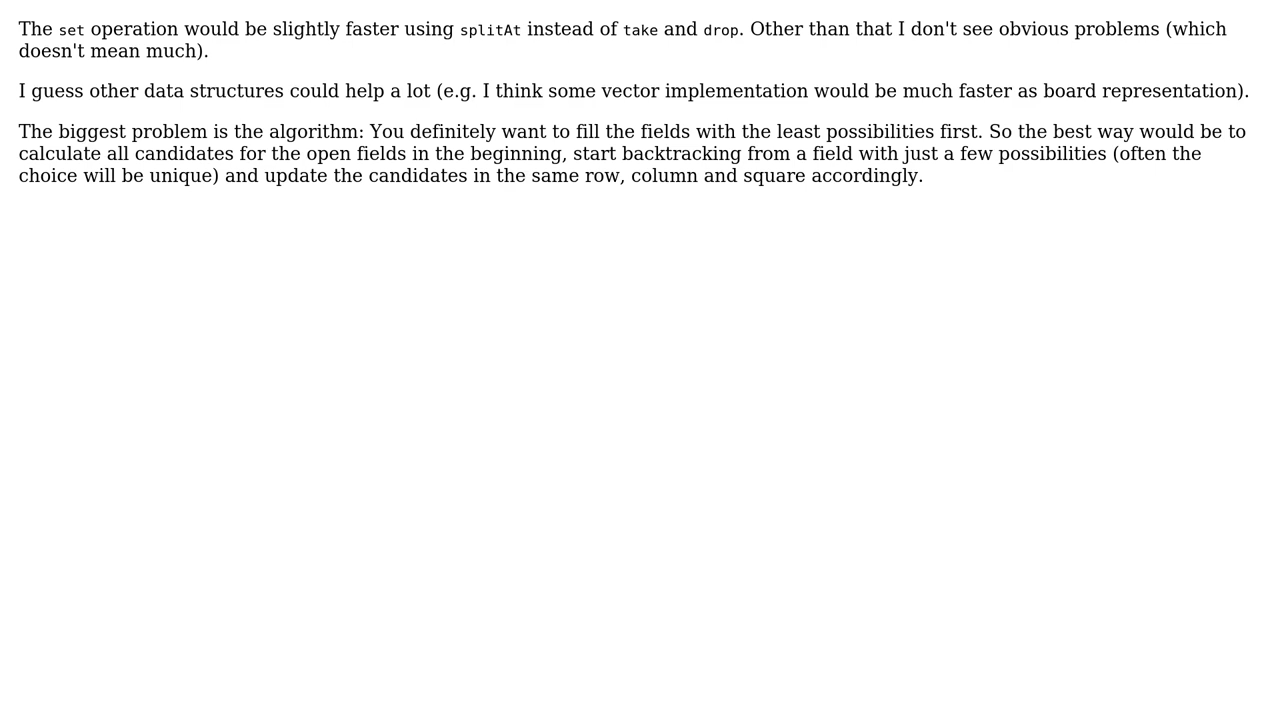 The set operation would be slightly faster using splitAt instead of take and drop. Other than that I don't see obvious problems (which
doesn't mean much).
I guess other data structures could help a lot (e.g. I think some vector implementation would be much faster as board representation).
The biggest problem is the algorithm: You definitely want to fill the fields with the least possibilities first. So the best way would be to
calculate all candidates for the open fields in the beginning, start backtracking from a field with just a few possibilities (often the
choice will be unique) and update the candidates in the same row, column and square accordingly.